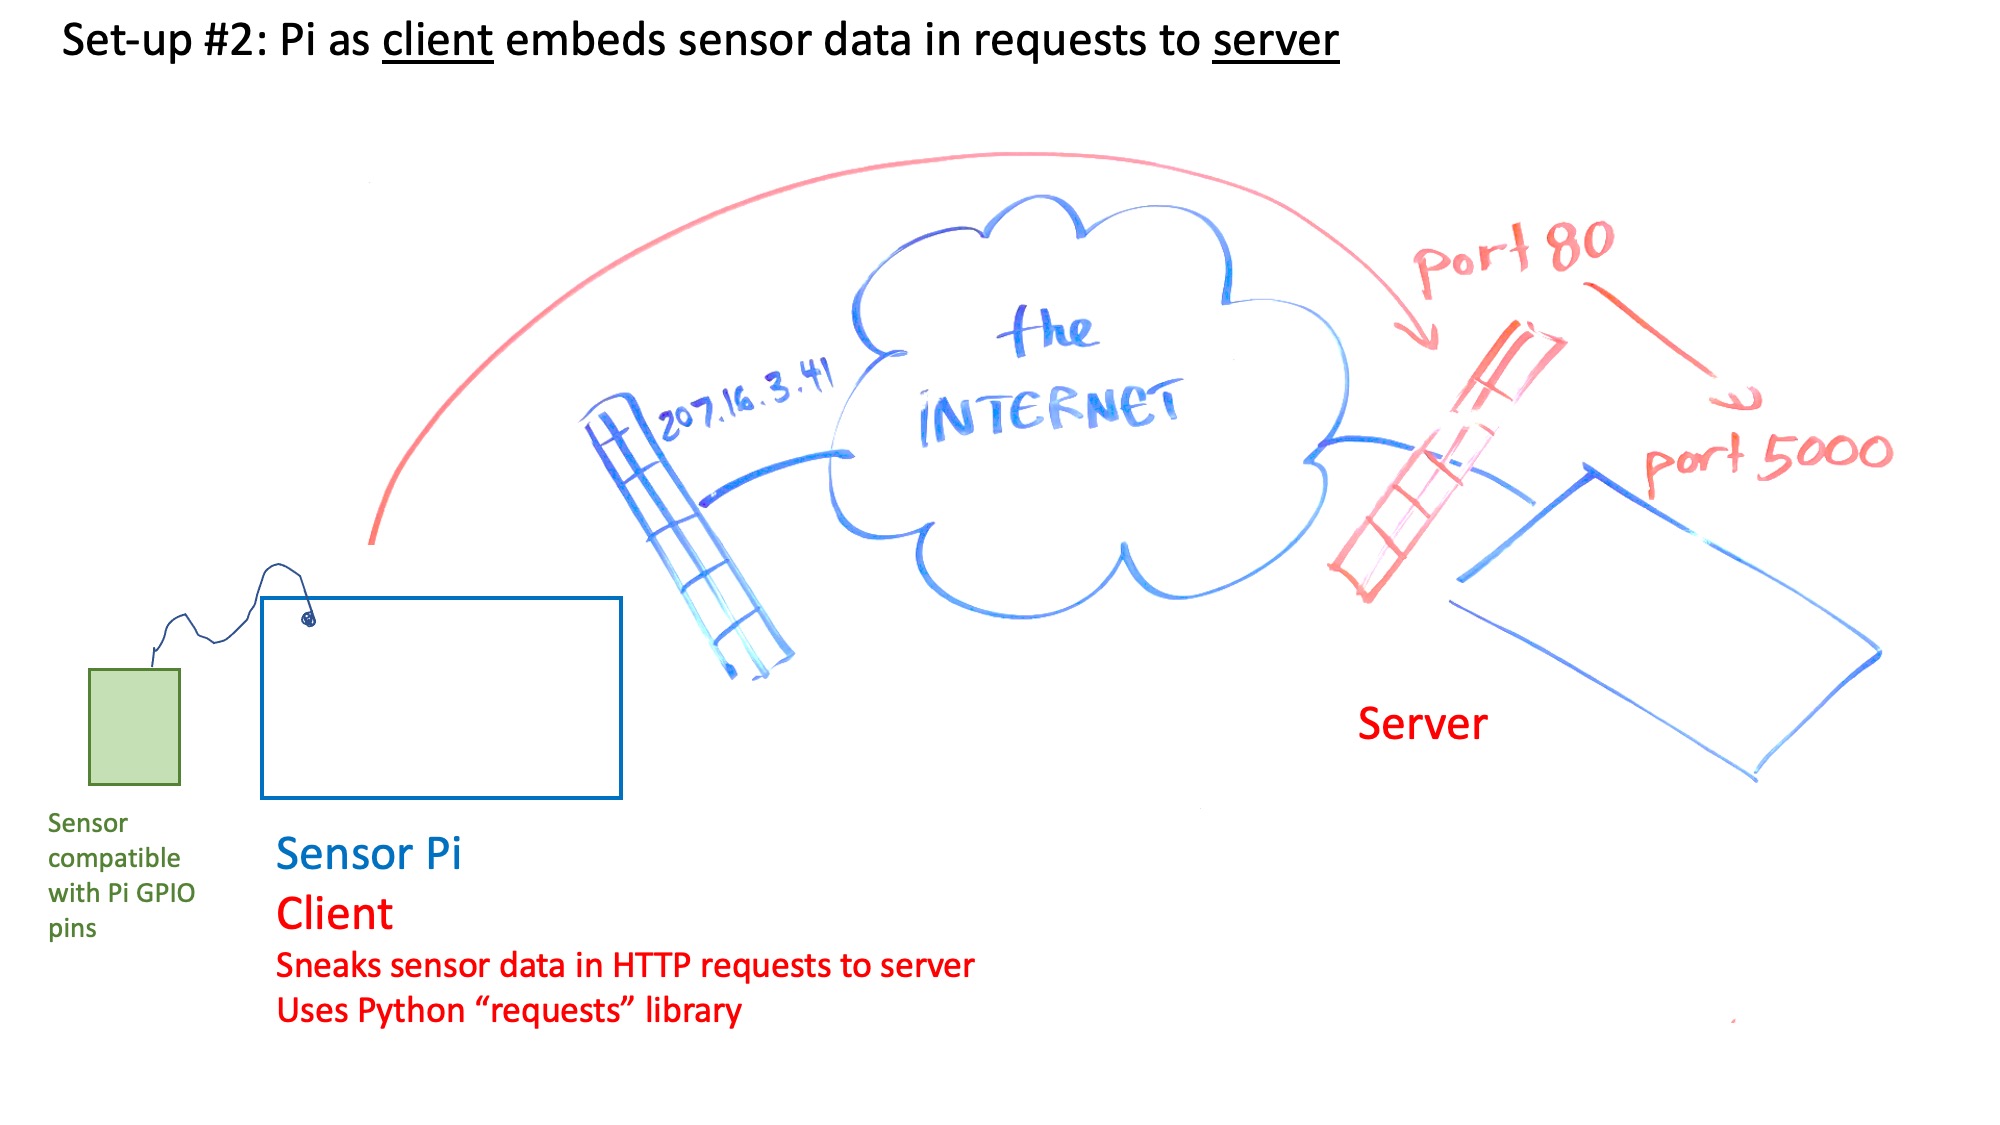 Set-up #2: Pi as client embeds sensor data in requests to server
port 80
the
INTERNET
207.16.3.41
port 5000
Server
Sensor
compatible
with Pi GPIO
pins
Sensor Pi
Client
Sneaks sensor data in HTTP requests to server
Uses Python “requests” library